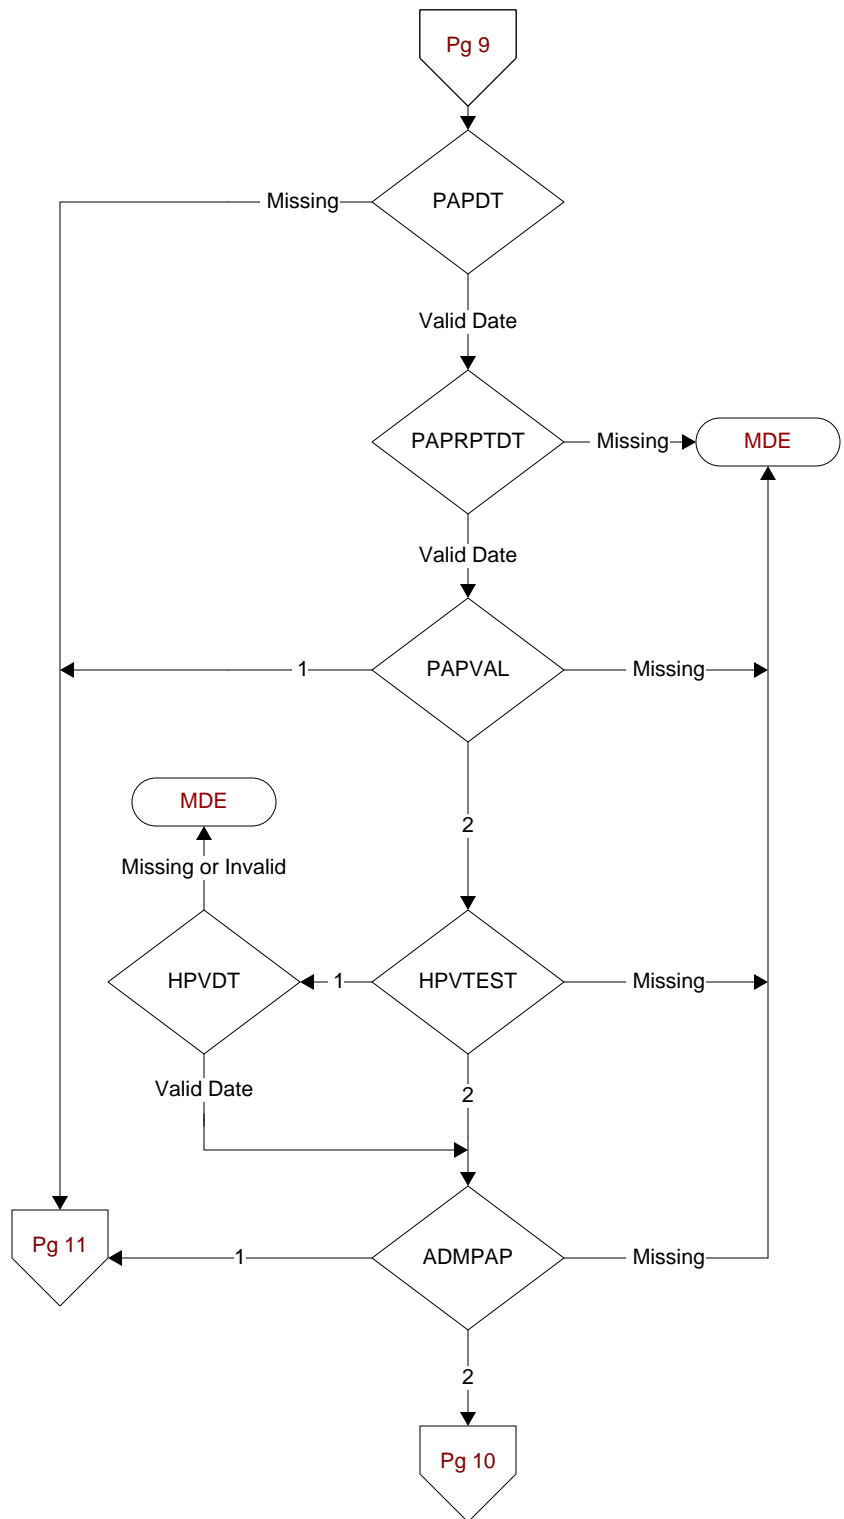 Pg 9
Missing
PAPDT
Valid Date
PAPRPTDT
Missing
MDE
Valid Date
1
PAPVAL
Missing
MDE
2
Missing or Invalid
HPVDT
1
HPVTEST
Missing
Valid Date
2
Pg 11
1
ADMPAP
Missing
2
Pg 10